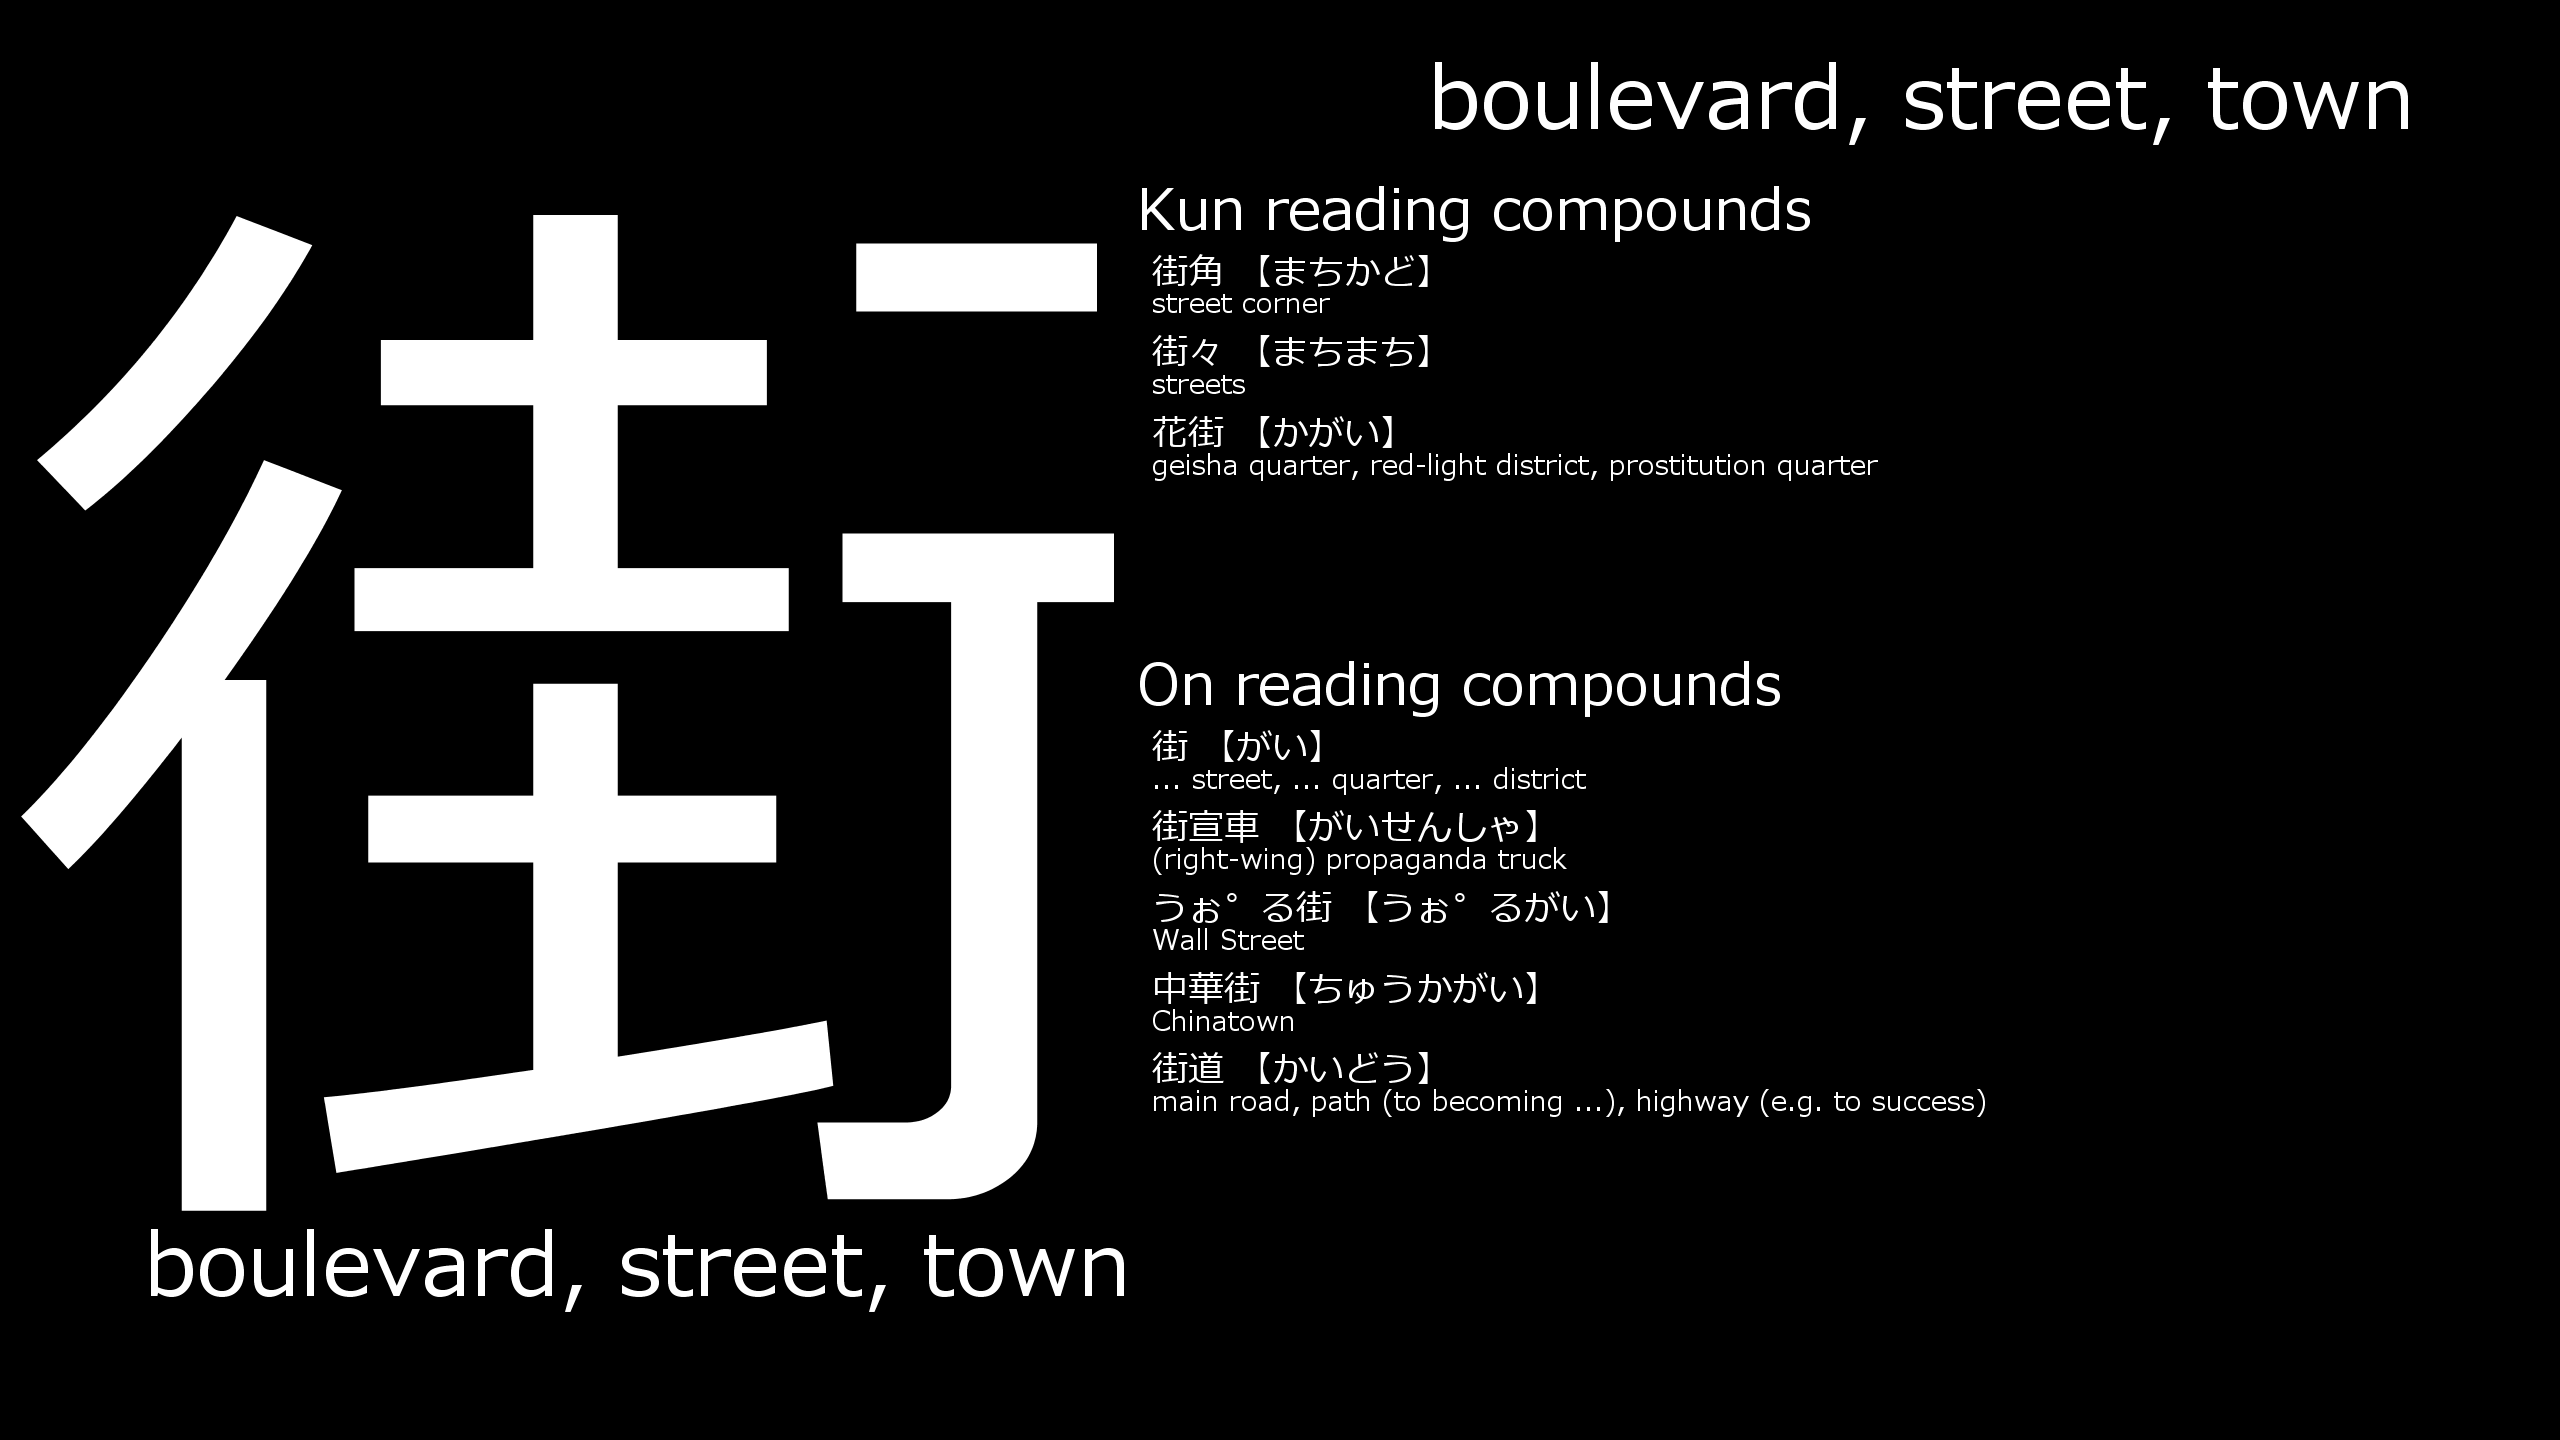 boulevard, street, town
街
boulevard, street, town
Kun reading compounds
街角 【まちかど】
street corner
街々 【まちまち】
streets
花街 【かがい】
geisha quarter, red-light district, prostitution quarter
On reading compounds
街 【がい】
... street, ... quarter, ... district
街宣車 【がいせんしゃ】
(right-wing) propaganda truck
うぉ゜る街 【うぉ゜るがい】
Wall Street
中華街 【ちゅうかがい】
Chinatown
街道 【かいどう】
main road, path (to becoming ...), highway (e.g. to success)